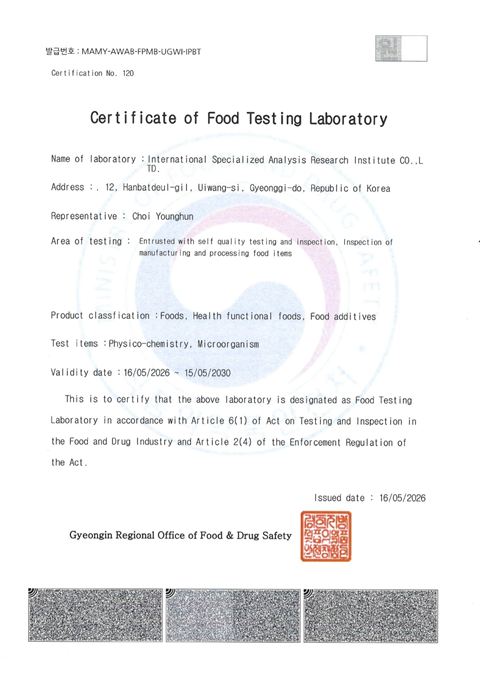 발급번호 : MAMY-AWAB-FPMB-UGWI-IPBT
Certification No. 120
Certificate of Food Testing Laboratory
Name of laboratory : International Specialized Analysis Research Institute CO.,L
TD.
Address : . 12, Hanbatdeul-gil, Uiwang-si, Gyeonggi-do, Republic of Korea
Representative : Choi Younghun
Area of testing : Entrusted with self quality testing and inspection, Inspection of
manufacturing and processing food items
Product classfication : Foods, Health functional foods, Food additives
Test items : Physico-chemistry, Microorganism
Validity date : 16/05/2026 ~ 15/05/2030
This is to certify that the above laboratory is designated as Food Testing
Laboratory in accordance with Article 6(1) of Act on Testing and Inspection in
the Food and Drug Industry and Article 2(4) of the Enforcement Regulation of
the Act.
Issued date : 16/05/2026
Gyeongin Regional Office of Food & Drug Safety